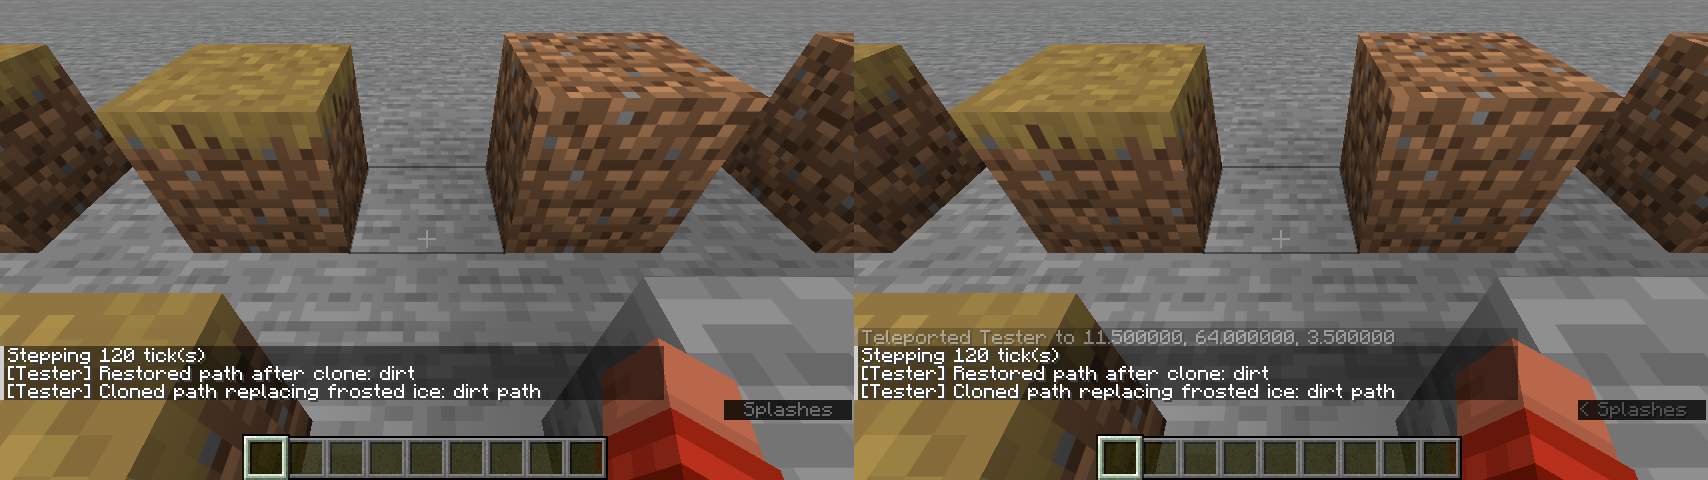 Stepping 120 tick(s)
[Tester] Restored path after clone: dirt
[Tester] Cloned path replacing frosted ice: dirt path
Splashes
Teleported Tester to 11.500000, 64.000000, 3.500000
Stepping 120 tick(s)
[Tester] Restored path after clone: dirt
[Tester] Cloned path replacing frosted ice: dirt path
< Splashes